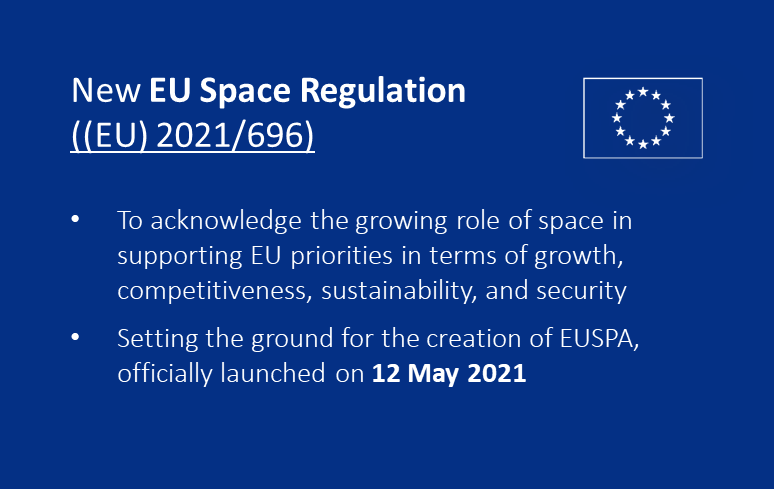 New EU Space Regulation
((EU) 2021/696)
• To acknowledge the growing role of space in
supporting EU priorities in terms of growth,
competitiveness, sustainability, and security
• Setting the ground for the creation of EUSPA,
officially launched on 12 May 2021